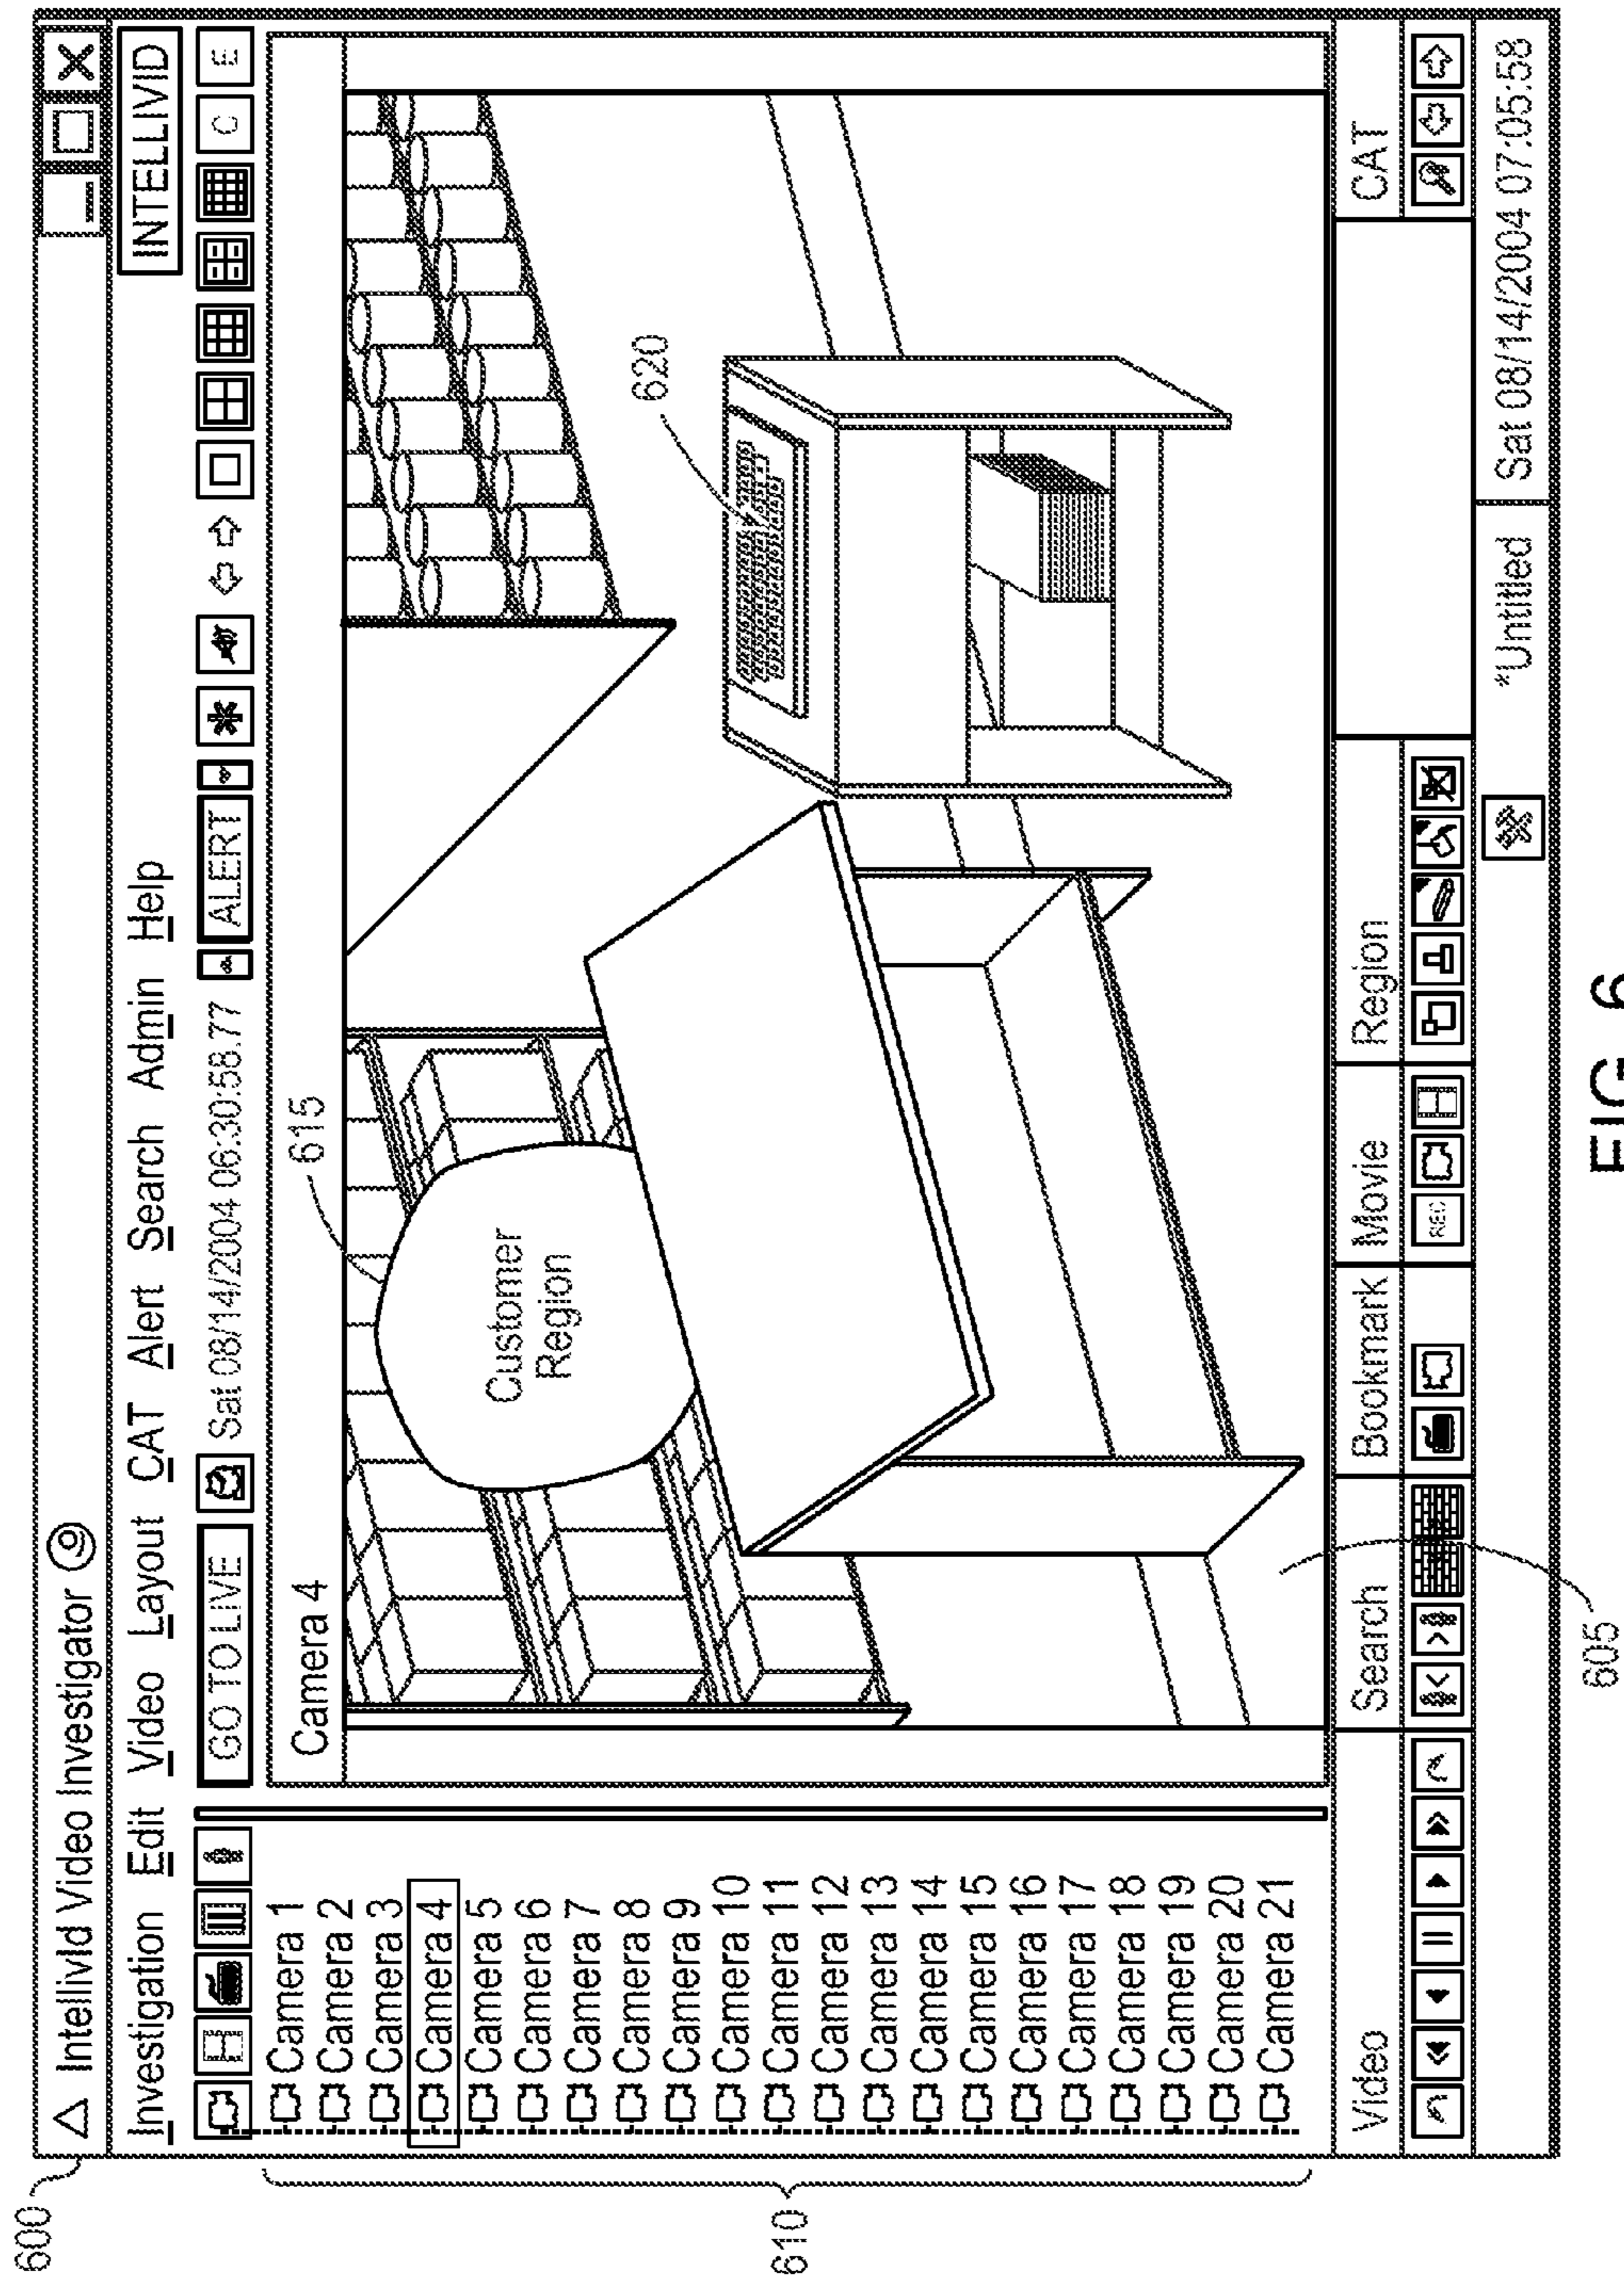 600
Intellivid Video Investigator
Investigation Edit Video Layout CAT Alert Search Admin Help
INTELLIVID
GO TO LIVE Sat 08/14/2004 06:30:58.77 ALERT C E
Camera 1
Camera 2
Camera 3
Camera 4
Camera 5
Camera 6
Camera 7
Camera 8
Camera 9
Camera 10
Camera 11
Camera 12
Camera 13
Camera 14
Camera 15
Camera 16
Camera 17
Camera 18
Camera 19
Camera 20
Camera 21
610
Camera 4
615
Customer
Region
620
Video Search Bookmark Movie Region CAT
REC
*Untitled Sat 08/14/2004 07:05:58
605
FIG. 6